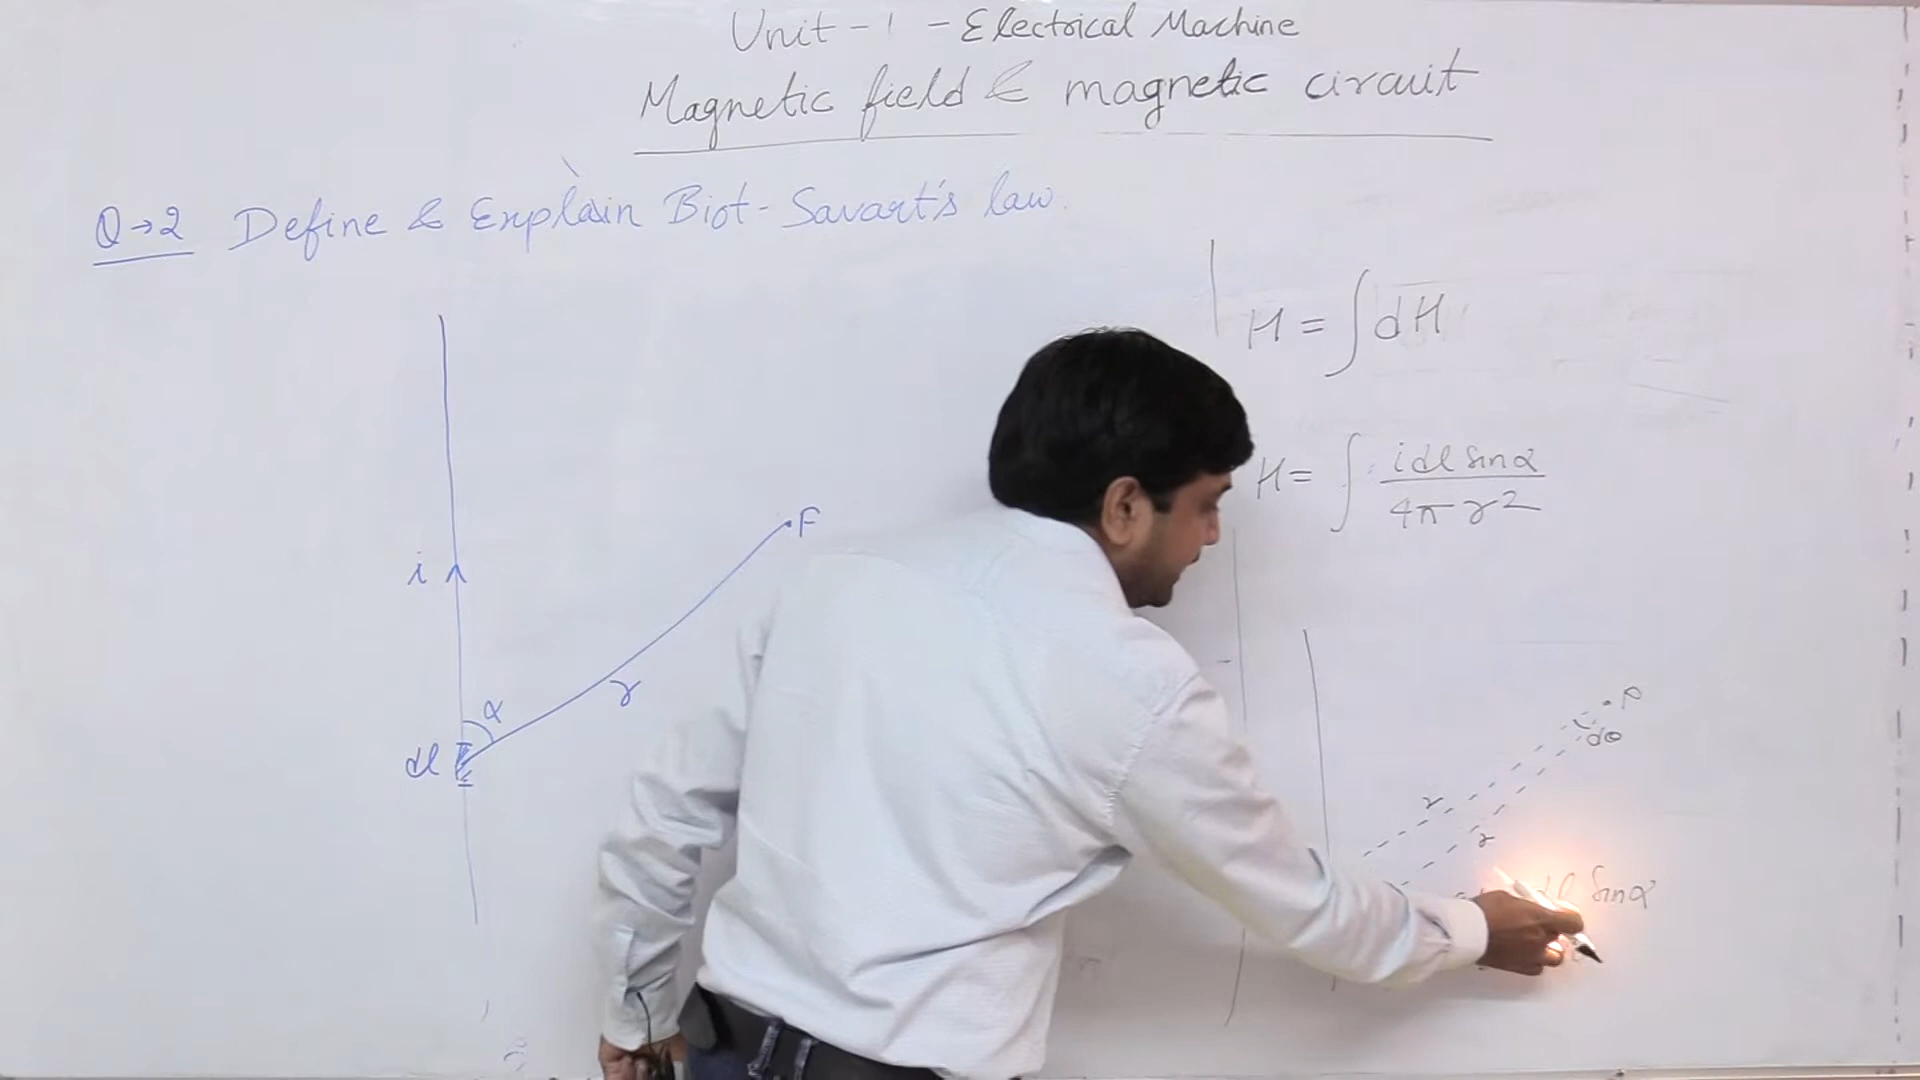 Unit - 1 - Electrical Machine
Magnetic field & magnetic circuit
Q→2 Define & Explain Biot-Savart's law.
H = ∫ dH
H = ∫ idl sinα / 4π r²
i
P
r
α
dl
P
dθ
r
r
dl sinα